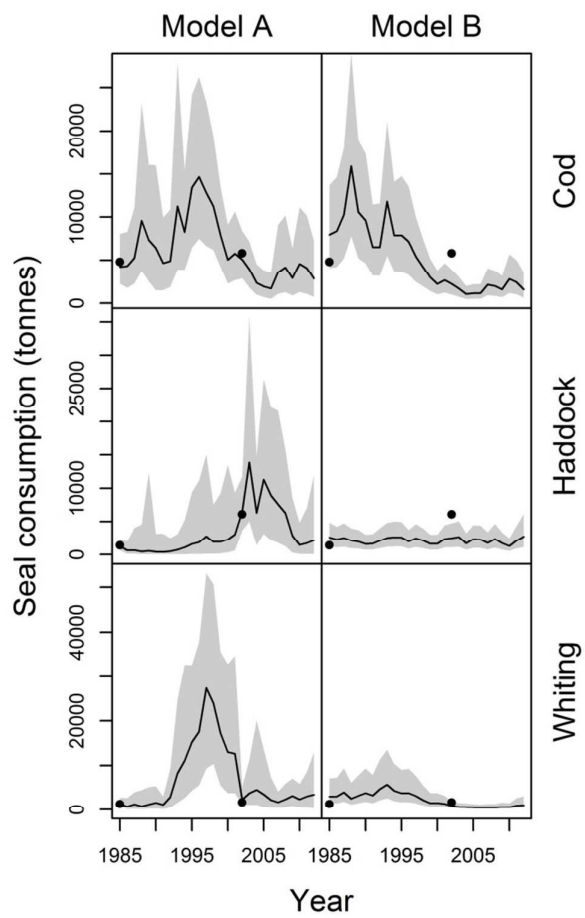 Model A Model B
Seal consumption (tonnes)
0 10000 20000
Cod
0 10000 25000
Haddock
0 20000 40000
Whiting
1985 1995 2005 1985 1995 2005
Year